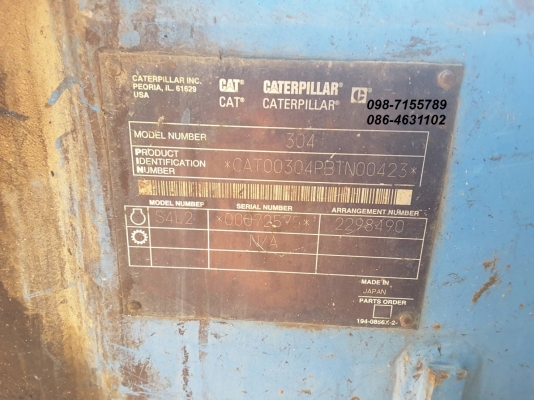 CATERPILLAR INC.
PEORIA, IL. 61629
USA
CAT® CATERPILLAR® C®
CAT® CATERPILLAR®
098-7155789
086-4631102
MODEL NUMBER 304
PRODUCT
IDENTIFICATION
NUMBER *CAT00304PBTN00423*
MODEL NUMBER SERIAL NUMBER ARRANGEMENT NUMBER
S4L2 2298490
N/A
MADE IN
JAPAN
PARTS ORDER